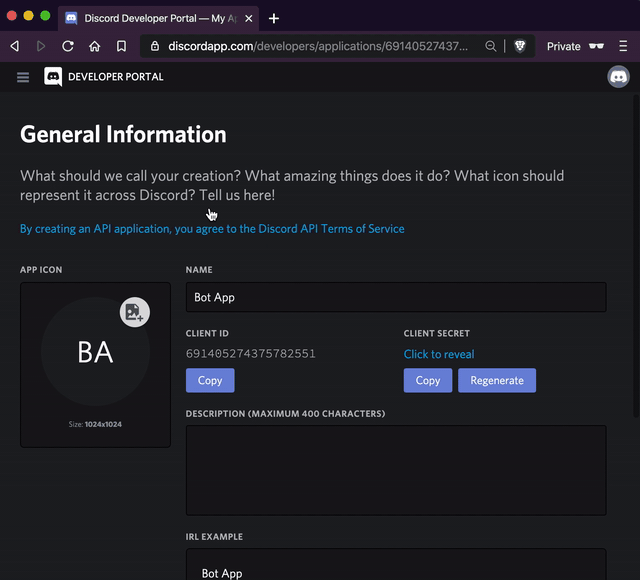 Discord Developer Portal — My Ap
discordapp.com/developers/applications/69140527437...
Private
DEVELOPER PORTAL
General Information
What should we call your creation? What amazing things does it do? What icon should
represent it across Discord? Tell us here!
By creating an API application, you agree to the Discord API Terms of Service
APP ICON
BA
Size: 1024x1024
NAME
Bot App
CLIENT ID
691405274375782551
Copy
CLIENT SECRET
Click to reveal
Copy
Regenerate
DESCRIPTION (MAXIMUM 400 CHARACTERS)
IRL EXAMPLE
Bot App